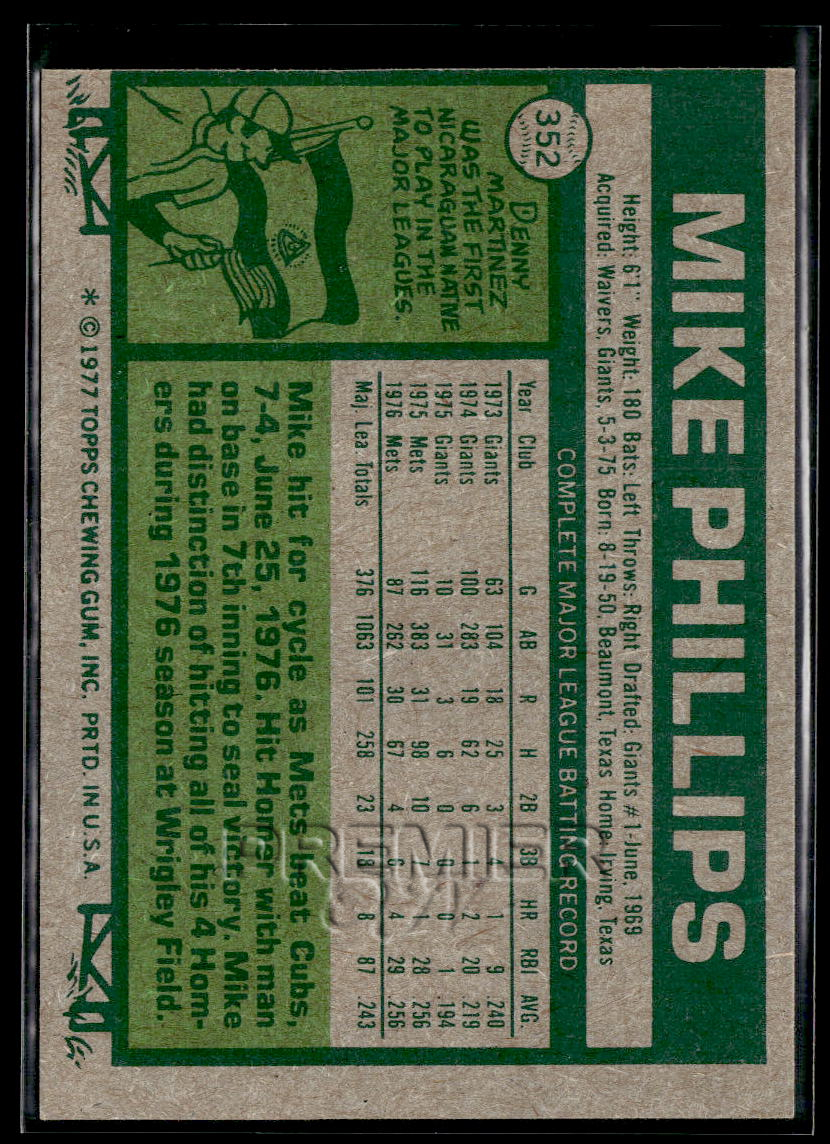 352
MIKE PHILLIPS
Height: 6'1" Weight: 180 Bats: Left Throws: Right Drafted: Giants #1-June, 1969
Acquired: Waivers, Giants, 5-3-75 Born: 8-19-50, Beaumont, Texas Home: Irving, Texas
DENNY
MARTINEZ
WAS THE FIRST
NICARAGUAN NATIVE
TO PLAY IN THE
MAJOR LEAGUES.
COMPLETE MAJOR LEAGUE BATTING RECORD
Year Club G AB R H 2B 3B HR RBI AVG.
1973 Giants 63 104 18 25 3 4 1 9 .240
1974 Giants 100 283 19 62 6 1 2 20 .219
1975 Giants 10 31 3 6 0 0 0 1 .194
1975 Mets 116 383 31 98 10 7 1 28 .256
1976 Mets 87 262 30 67 4 6 4 29 .256
Maj. Lea. Totals 376 1063 101 258 23 18 8 87 .243
Mike hit for cycle as Mets beat Cubs,
7-4, June 25, 1976. Hit Homer with man
on base in 7th inning to seal victory. Mike
had distinction of hitting all of his 4 Hom-
ers during 1976 season at Wrigley Field.
* © 1977 TOPPS CHEWING GUM, INC. PRTD. IN U.S.A.
PREMIER